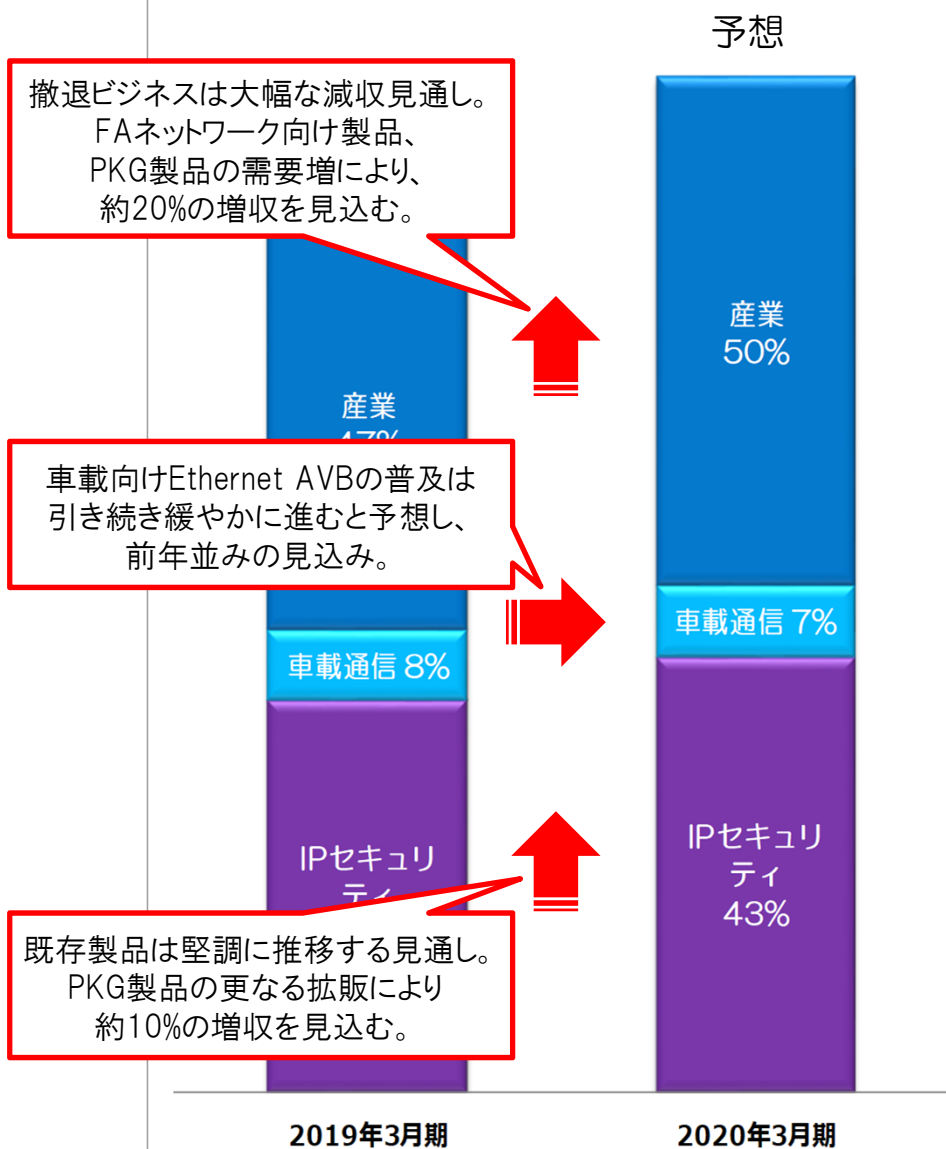 予想
撤退ビジネスは大幅な減収見通し。
FAネットワーク向け製品、
PKG製品の需要増により、
約20%の増収を見込む。
産業
50%
産業
47%
車載向けEthernet AVBの普及は
引き続き緩やかに進むと予想し、
前年並みの見込み。
車載通信 7%
車載通信 8%
IPセキュリ
ティ
43%
IPセキュリ
ティ
既存製品は堅調に推移する見通し。
PKG製品の更なる拡販により
約10%の増収を見込む。
2019年3月期
2020年3月期